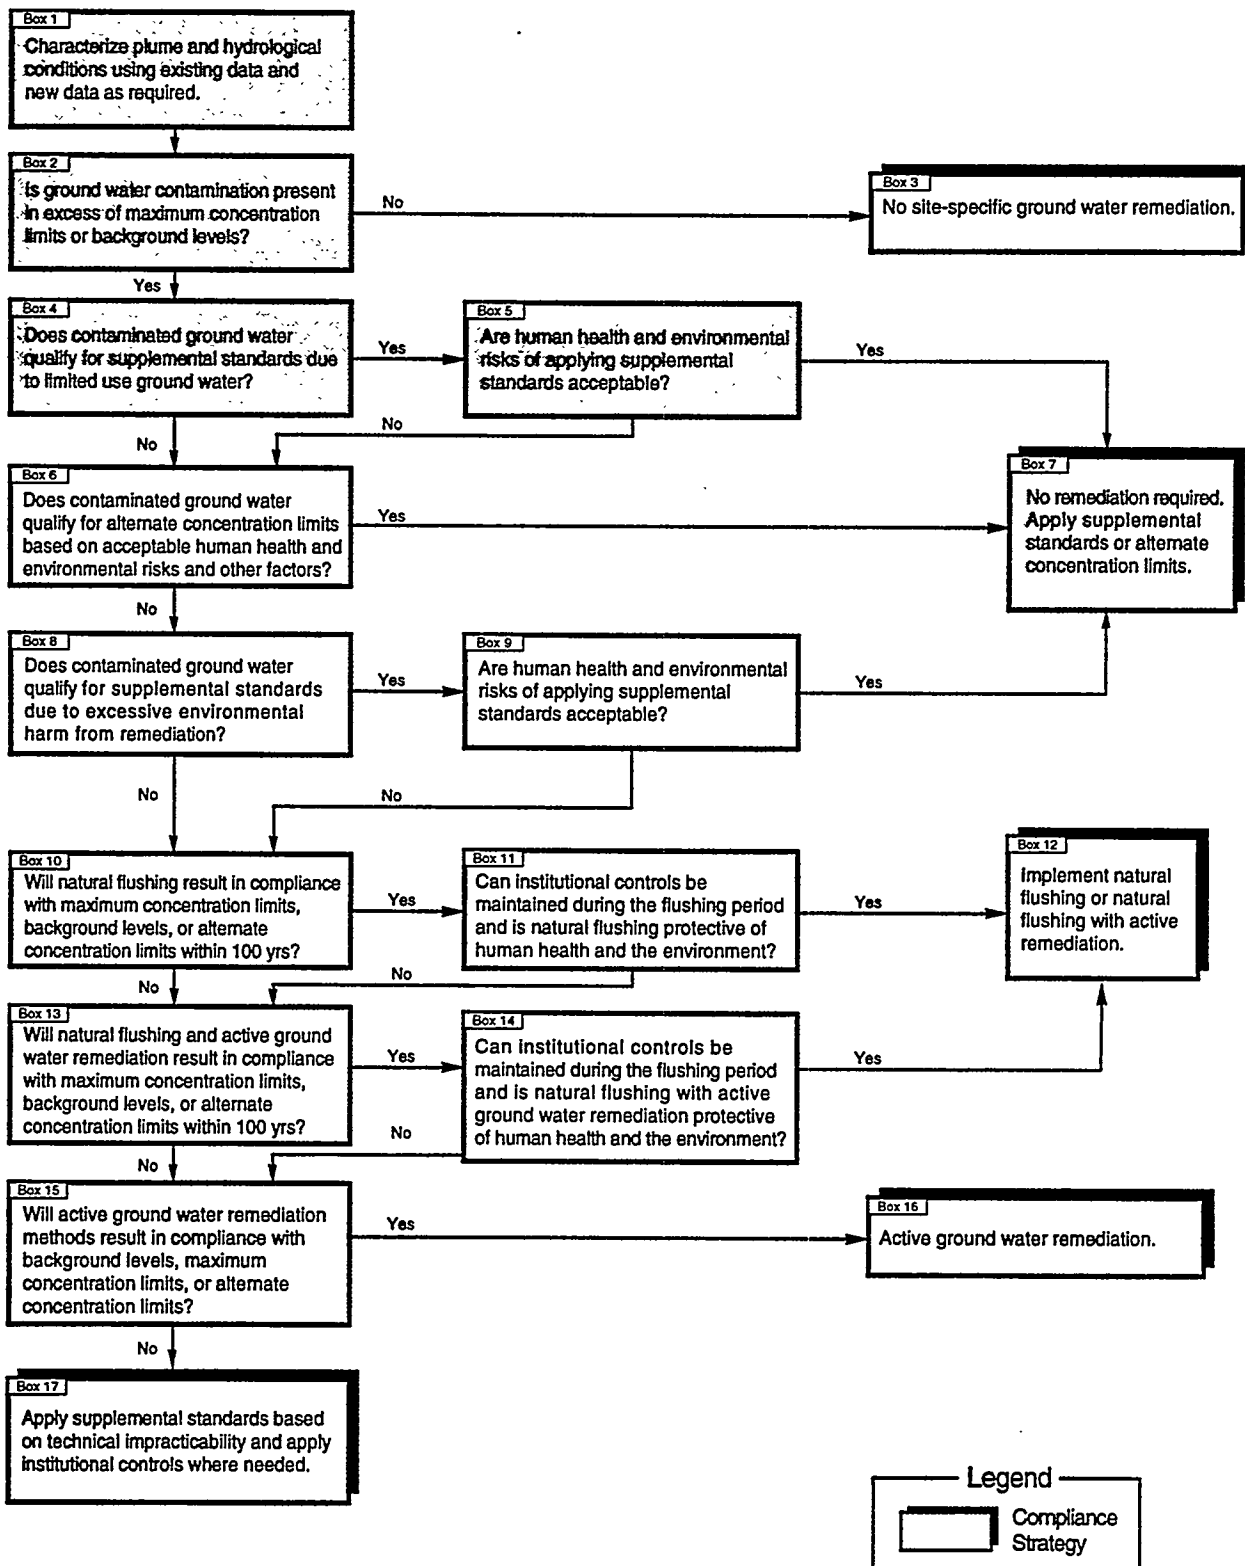 Box 1
Characterize plume and hydrological
conditions using existing data and
new data as required.
Box 2
Is ground water contamination present
in excess of maximum concentration
limits or background levels?
No
Box 3
No site-specific ground water remediation.
Yes
Box 4
Does contaminated ground water
qualify for supplemental standards due
to limited use ground water?
Yes
Box 5
Are human health and environmental
risks of applying supplemental
standards acceptable?
Yes
No
No
Box 6
Does contaminated ground water
qualify for alternate concentration limits
based on acceptable human health and
environmental risks and other factors?
Yes
Box 7
No remediation required.
Apply supplemental
standards or alternate
concentration limits.
No
Box 8
Does contaminated ground water
qualify for supplemental standards
due to excessive environmental
harm from remediation?
Yes
Box 9
Are human health and environmental
risks of applying supplemental
standards acceptable?
Yes
No
No
Box 10
Will natural flushing result in compliance
with maximum concentration limits,
background levels, or alternate
concentration limits within 100 yrs?
Yes
Box 11
Can institutional controls be
maintained during the flushing period
and is natural flushing protective of
human health and the environment?
Yes
Box 12
Implement natural
flushing or natural
flushing with active
remediation.
No
No
Box 13
Will natural flushing and active ground
water remediation result in compliance
with maximum concentration limits,
background levels, or alternate
concentration limits within 100 yrs?
Yes
Box 14
Can institutional controls be
maintained during the flushing period
and is natural flushing with active
ground water remediation protective
of human health and the environment?
Yes
No
No
Box 15
Will active ground water remediation
methods result in compliance with
background levels, maximum
concentration limits, or alternate
concentration limits?
Yes
Box 16
Active ground water remediation.
No
Box 17
Apply supplemental standards based
on technical impracticability and apply
institutional controls where needed.
Legend
Compliance
Strategy